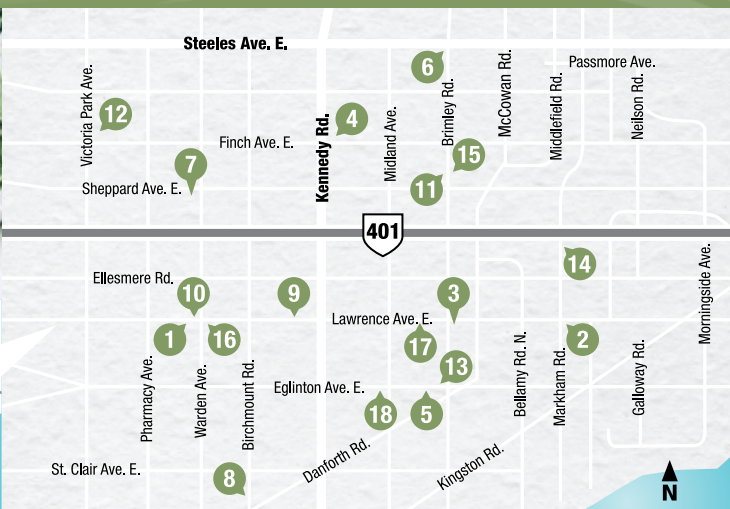 Steeles Ave. E.
6
Passmore Ave.
Victoria Park Ave.
12
Kennedy Rd.
4
Midland Ave.
Brimley Rd.
McCowan Rd.
Middlefield Rd.
Neilson Rd.
Finch Ave. E.
7
15
Sheppard Ave. E.
11
401
Ellesmere Rd.
10
9
3
14
Morningside Ave.
Lawrence Ave. E.
1
16
17
2
Pharmacy Ave.
Warden Ave.
Birchmount Rd.
13
Bellamy Rd. N.
Markham Rd.
Galloway Rd.
Eglinton Ave. E.
18
5
St. Clair Ave. E.
8
Danforth Rd.
Kingston Rd.
N